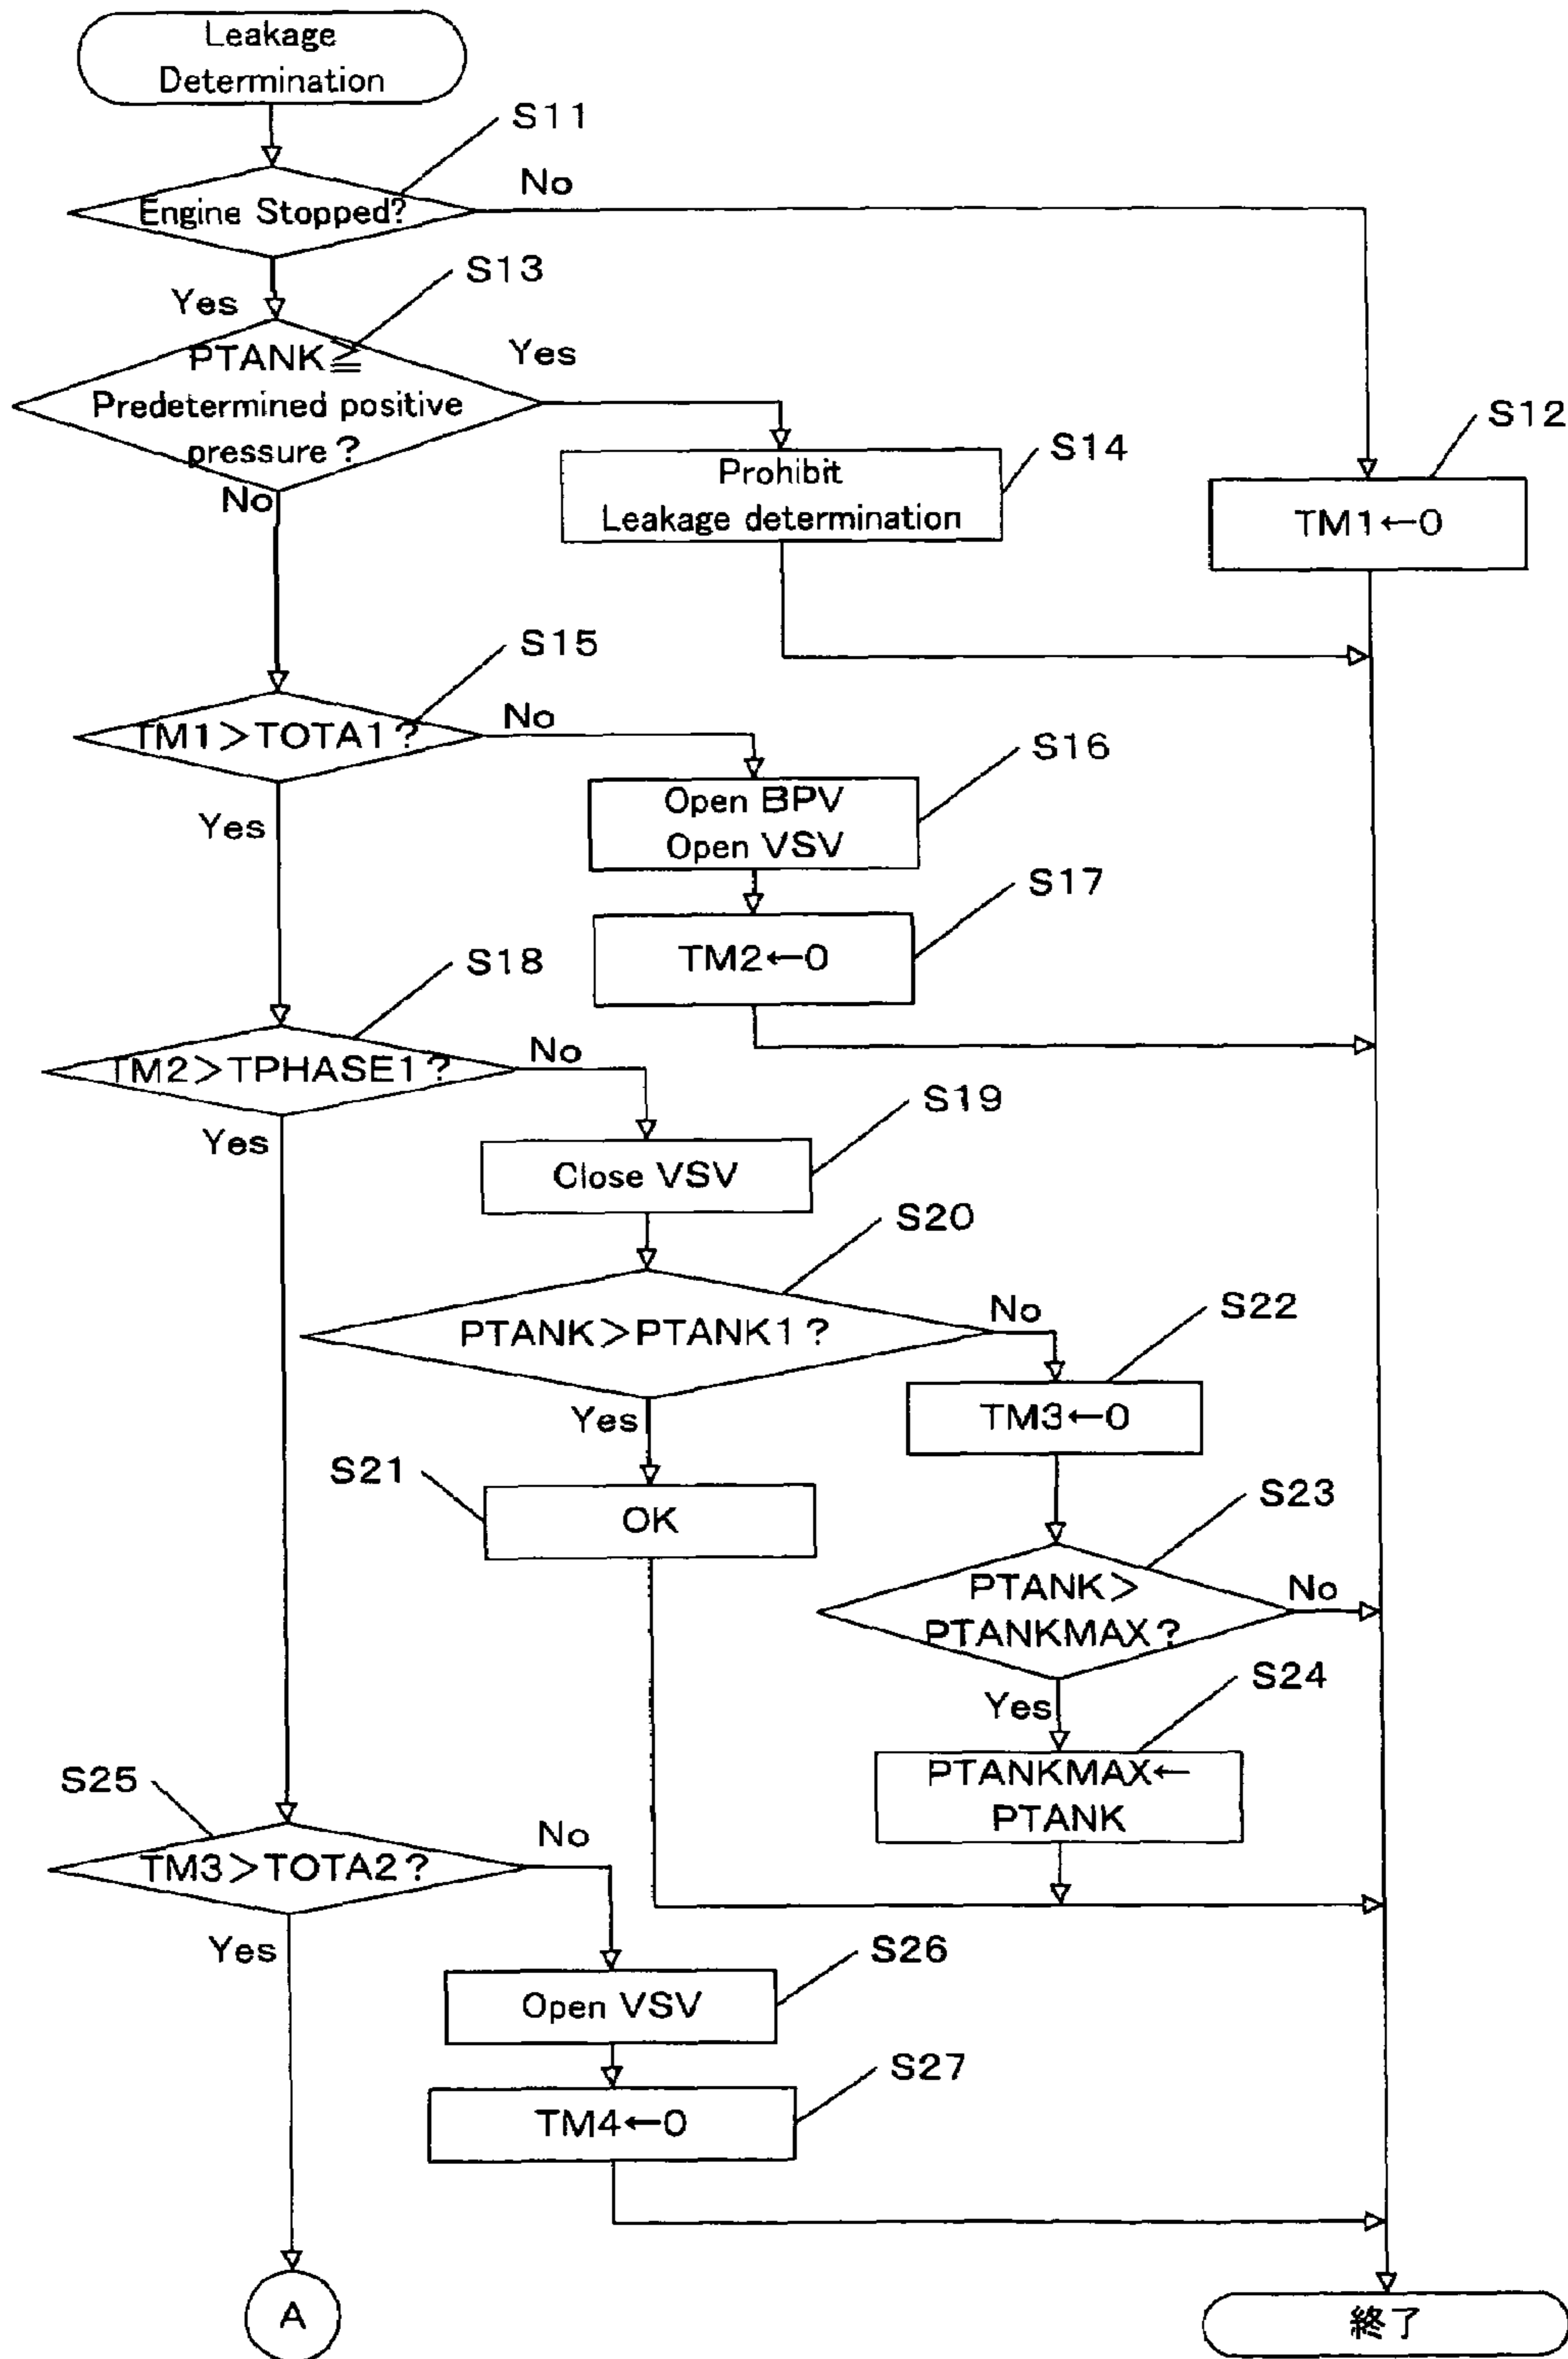 Leakage
Determination
S11
Engine Stopped?
No
Yes
S13
PTANK≧
Predetermined positive
pressure?
Yes
No
S14
Prohibit
Leakage determination
S12
TM1←0
S15
TM1>TOTA1?
No
Yes
S16
Open BPV
Open VSV
S17
TM2←0
S18
TM2>TPHASE1?
No
Yes
S19
Close VSV
S20
PTANK>PTANK1?
No
Yes
S22
TM3←0
S21
OK
S23
PTANK>
PTANKMAX?
No
Yes
S24
PTANKMAX←
PTANK
S25
TM3>TOTA2?
No
Yes
S26
Open VSV
S27
TM4←0
A
終了